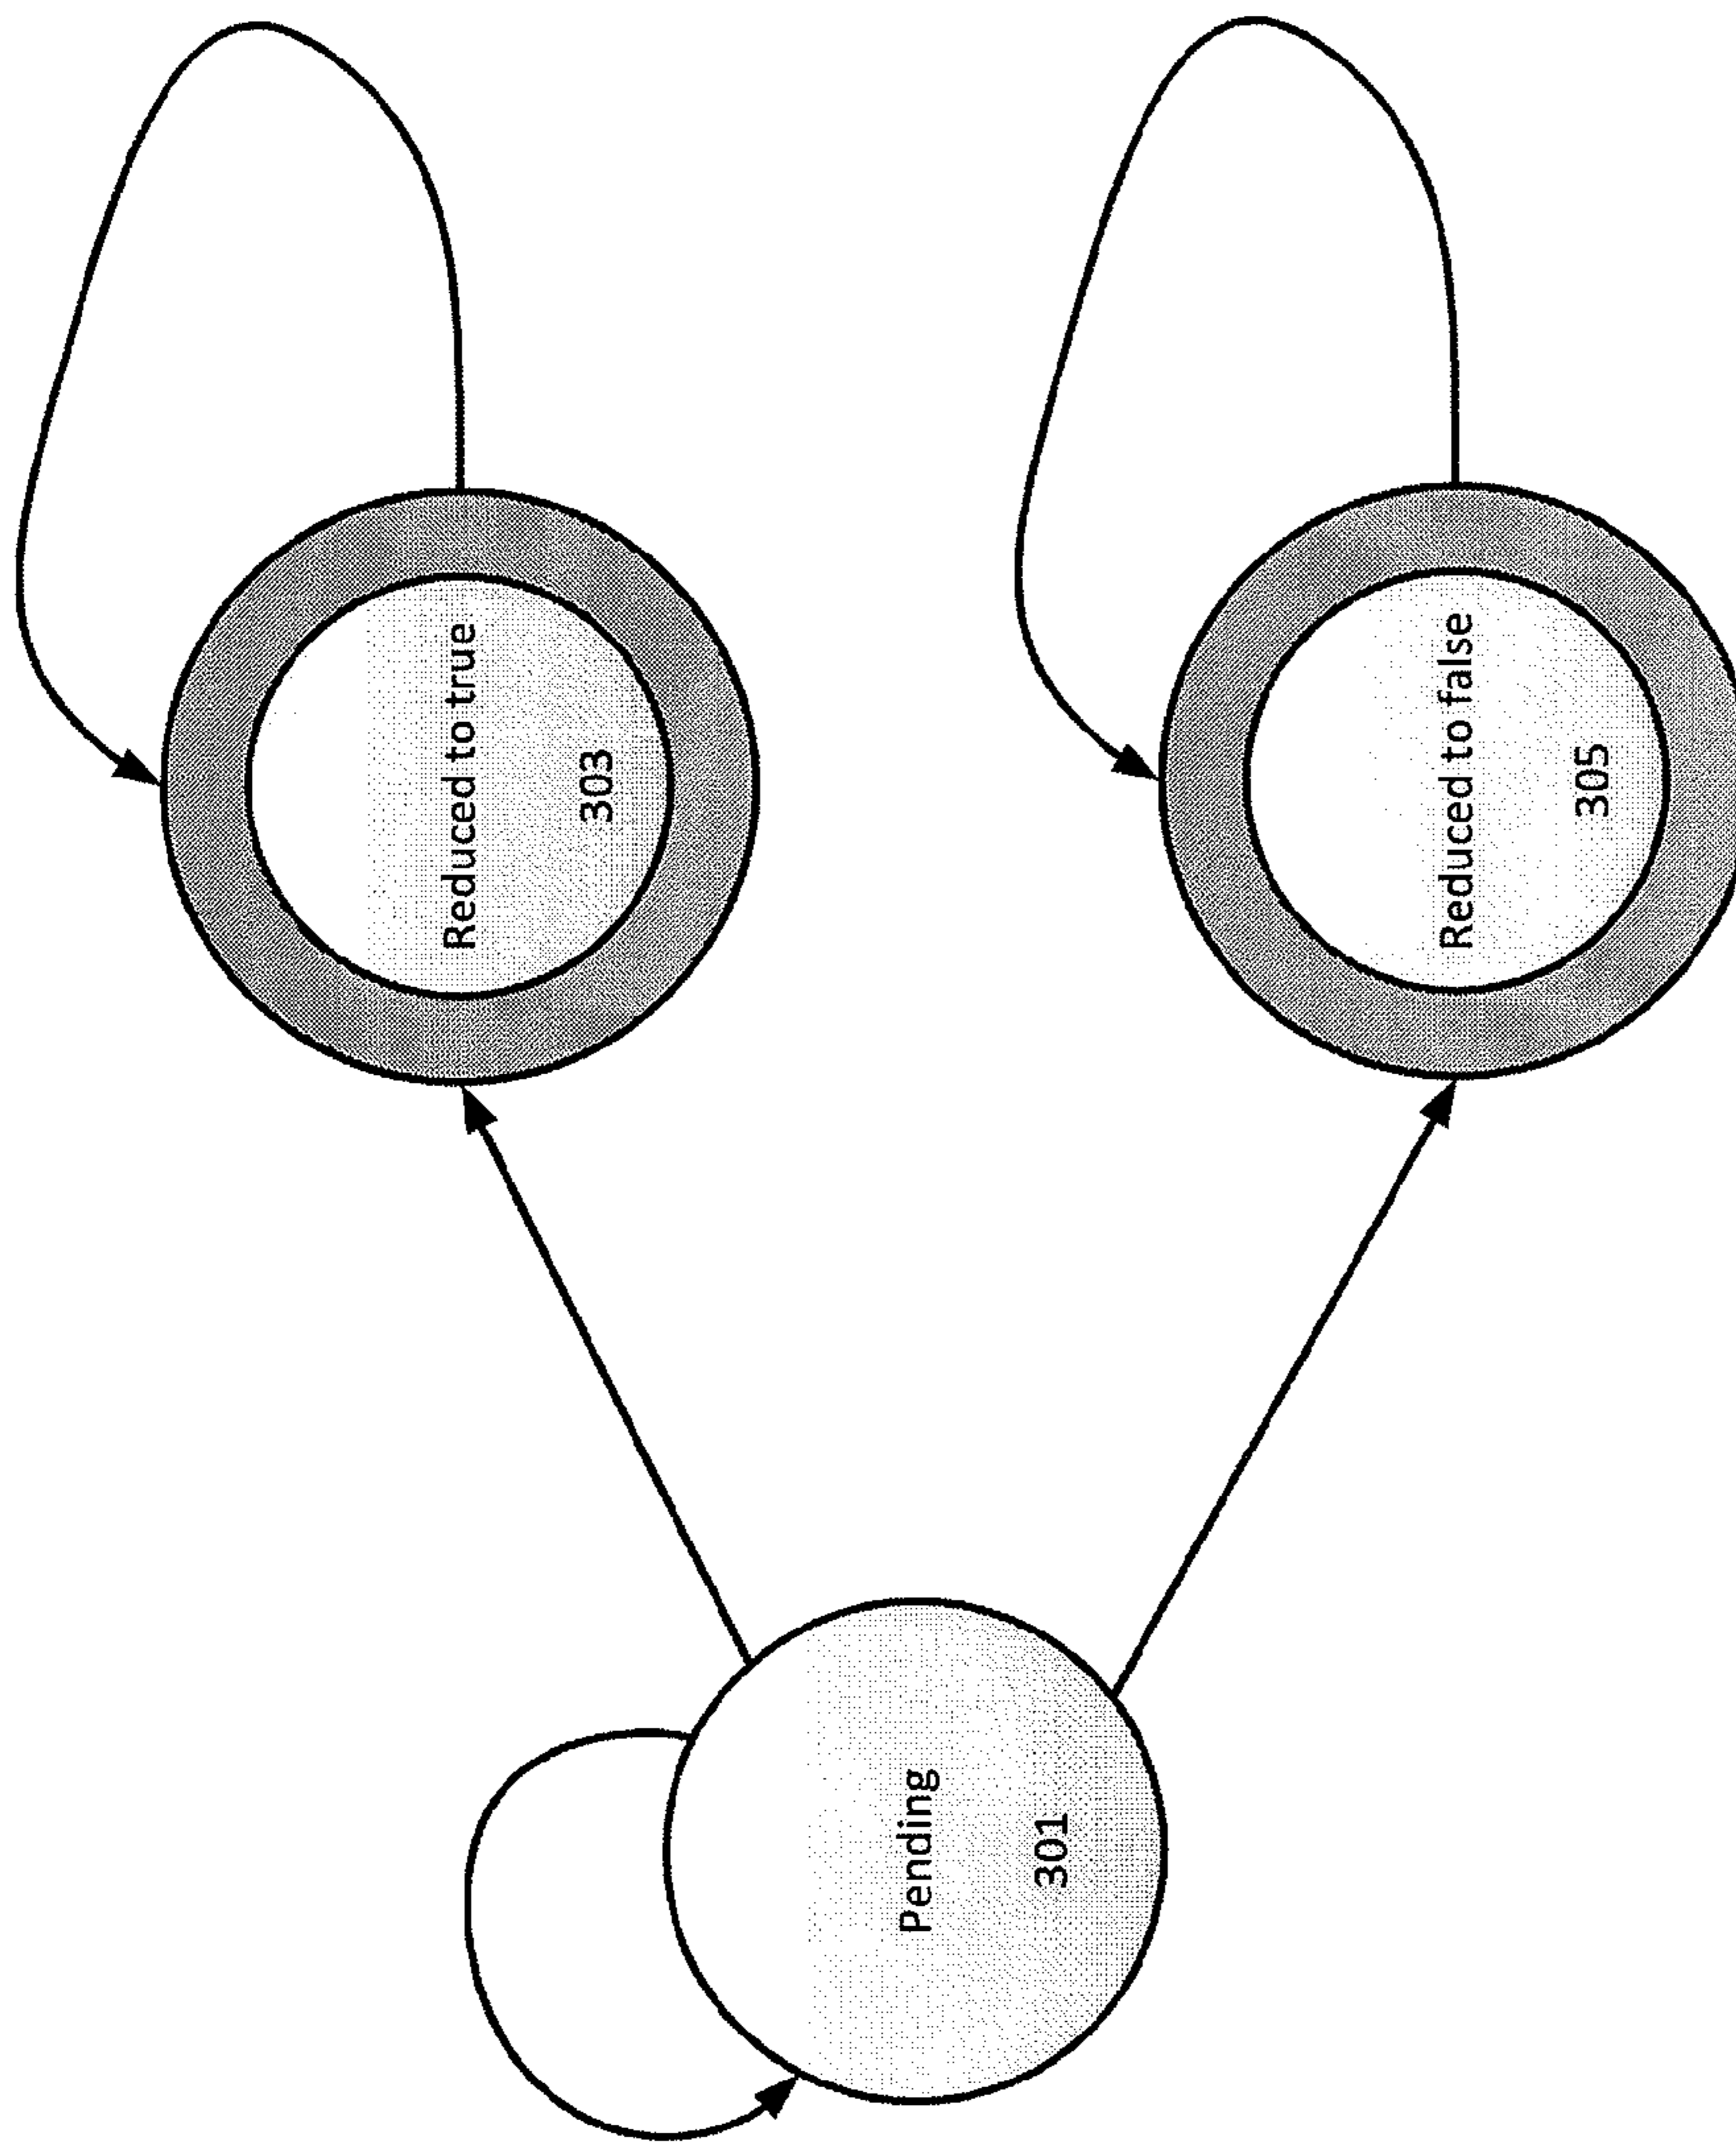 Pending
301
Reduced to true
303
Reduced to false
305